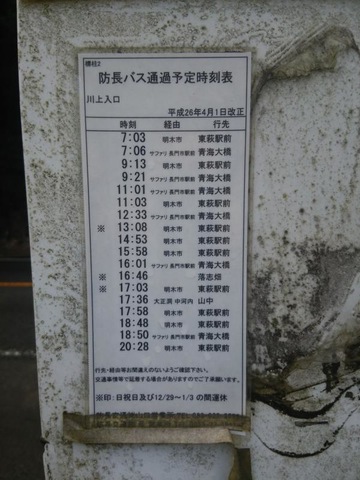 標柱2
防長バス通過予定時刻表
川上入口
平成26年4月1日改正
時刻 経由 行先
7:03 明木市 東萩駅前
7:06 サファリ 長門市駅前 青海大橋
9:13 明木市 東萩駅前
9:21 サファリ 長門市駅前 青海大橋
11:01 サファリ 長門市駅前 青海大橋
11:03 明木市 東萩駅前
12:33 サファリ 長門市駅前 青海大橋
※ 13:08 明木市 東萩駅前
14:53 明木市 東萩駅前
15:58 明木市 東萩駅前
16:01 サファリ 長門市駅前 青海大橋
※ 16:46 落志畑
※ 17:03 明木市 東萩駅前
17:36 大正洞 中河内 山中
17:58 明木市 東萩駅前
18:48 明木市 東萩駅前
18:50 サファリ 長門市駅前 青海大橋
20:28 明木市 東萩駅前
行先・経由等お間違えのないようご確認下さい。
交通事情等で延着する場合がありますのでご了承願います。
※印：日祝日及び12/29～1/3の間運休